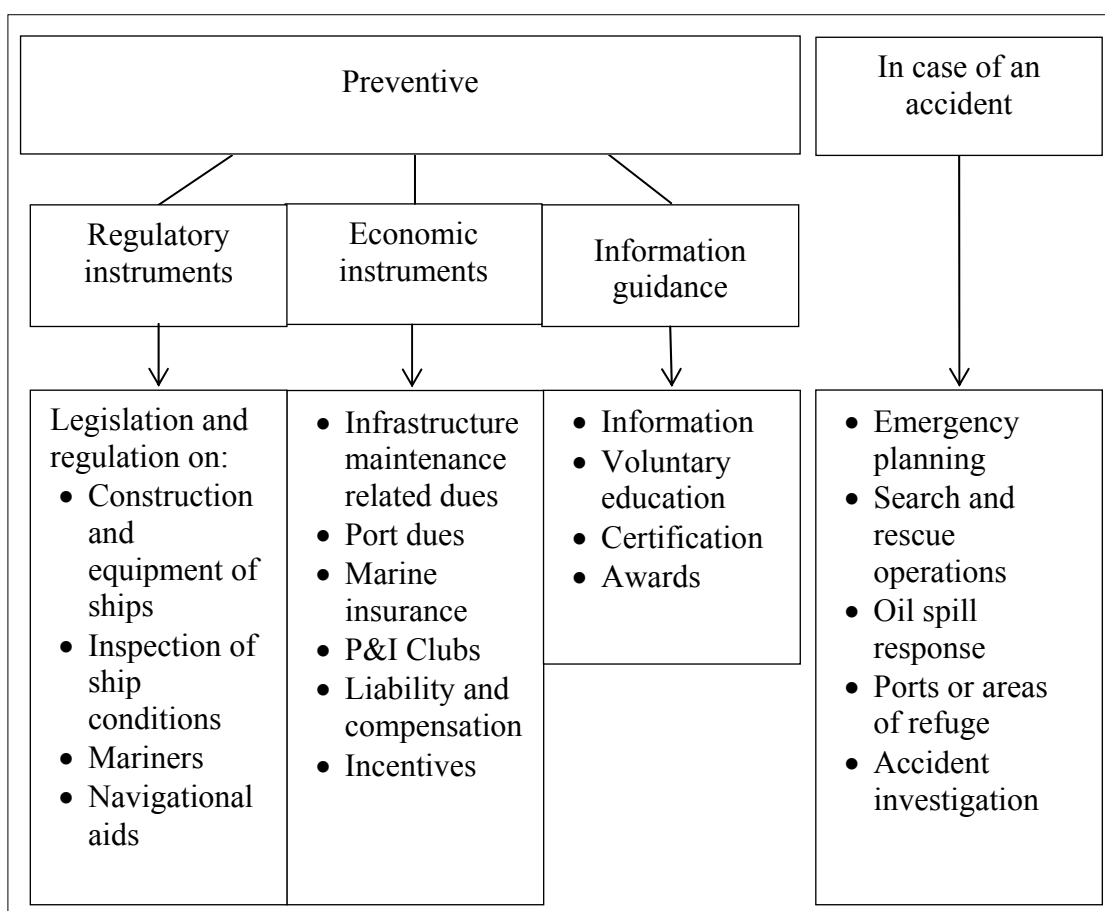 Preventive
In case of an
accident
Regulatory
instruments
Economic
instruments
Information
guidance
Legislation and
regulation on:
• Construction
and
equipment of
ships
• Inspection of
ship
conditions
• Mariners
• Navigational
aids
• Infrastructure
maintenance
related dues
• Port dues
• Marine
insurance
• P&I Clubs
• Liability and
compensation
• Incentives
• Information
• Voluntary
education
• Certification
• Awards
• Emergency
planning
• Search and
rescue
operations
• Oil spill
response
• Ports or areas
of refuge
• Accident
investigation